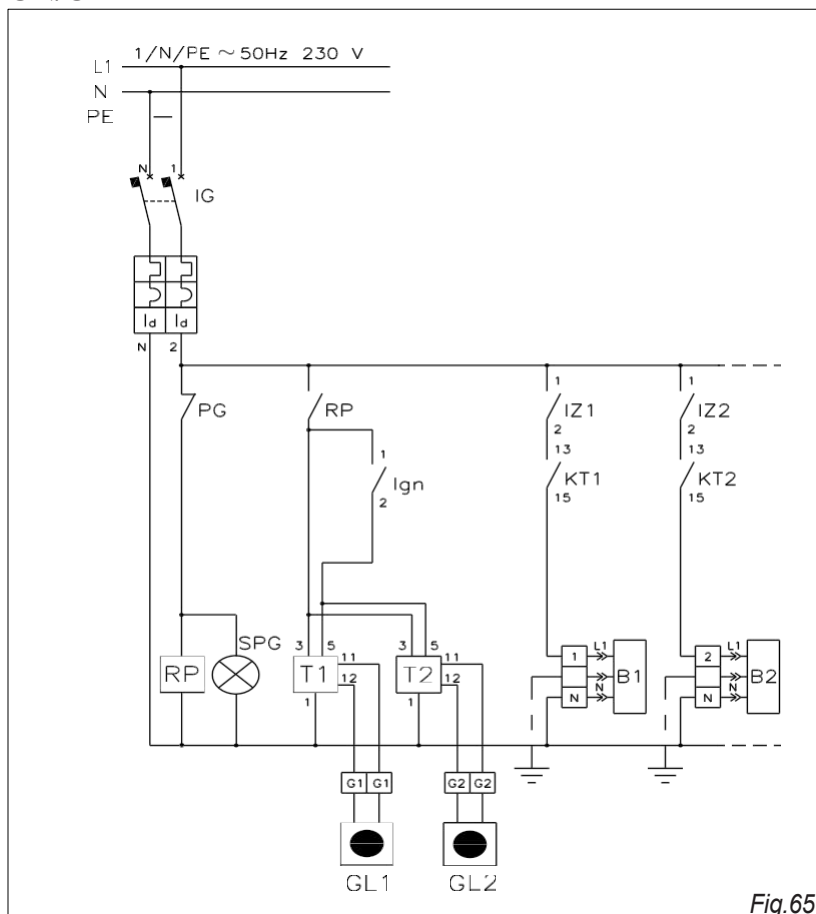 1/N/PE ~ 50Hz 230 V
L1
N
PE
N 1
IG
Id Id
N 2
PG
RP
1
2
Ign
1
2
IZ1
13
15
KT1
1
2
IZ2
13
15
KT2
RP
SPG
3 5
T1
11
12
1
3 5
T2
11
12
1
1
N
L1
N
B1
2
N
L1
N
B2
G1 G1
G2 G2
GL1
GL2
Fig.65